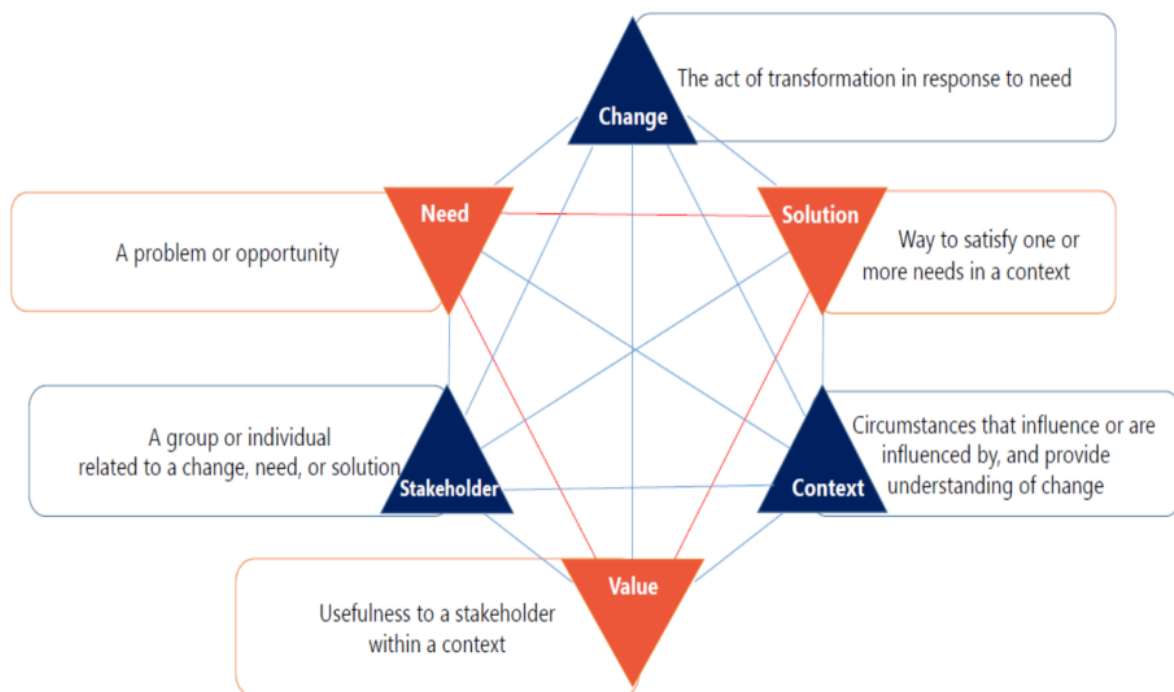 The act of transformation in response to need
Change
Need
Solution
A problem or opportunity
Way to satisfy one or
more needs in a context
A group or individual
related to a change, need, or solution
Stakeholder
Context
Circumstances that influence or are
influenced by, and provide
understanding of change
Value
Usefulness to a stakeholder
within a context